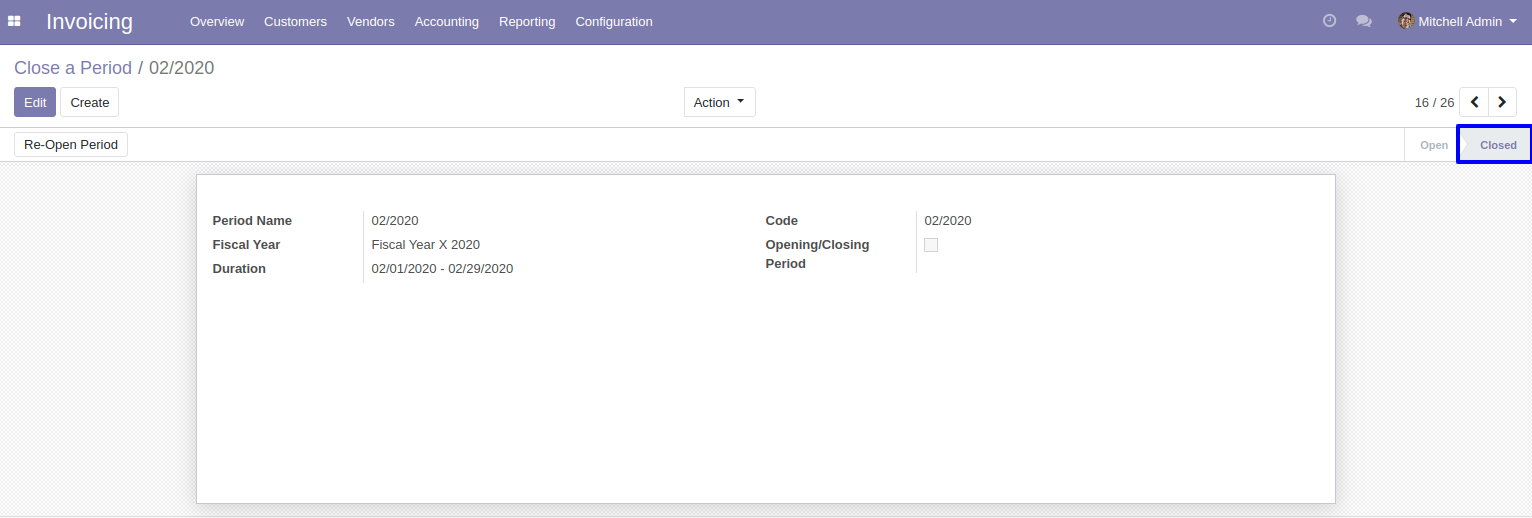 Invoicing Overview Customers Vendors Accounting Reporting Configuration Mitchell Admin
Close a Period / 02/2020
Edit Create Action 16 / 26
Re-Open Period Open Closed
Period Name 02/2020 Code 02/2020
Fiscal Year Fiscal Year X 2020 Opening/Closing
Period
Duration 02/01/2020 - 02/29/2020